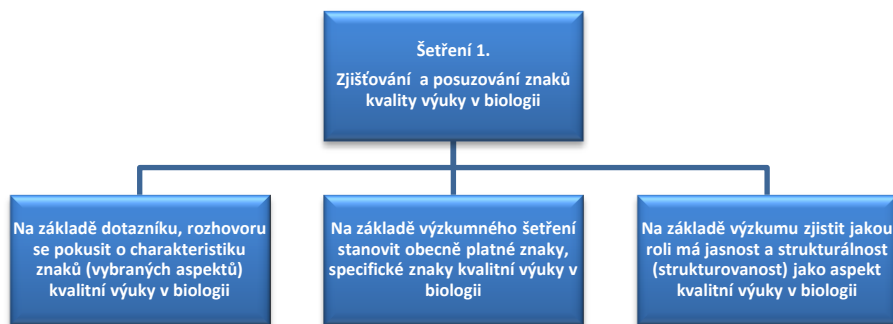 Šetření 1.
Zjišťování a posuzování znaků
kvality výuky v biologii
Na základě dotazníku, rozhovoru
se pokusit o charakteristiku
znaků (vybraných aspektů)
kvalitní výuky v biologii
Na základě výzkumného šetření
stanovit obecně platné znaky,
specifické znaky kvalitní výuky v
biologii
Na základě výzkumu zjistit jakou
roli má jasnost a strukturálnost
(strukturovanost) jako aspekt
kvalitní výuky v biologii